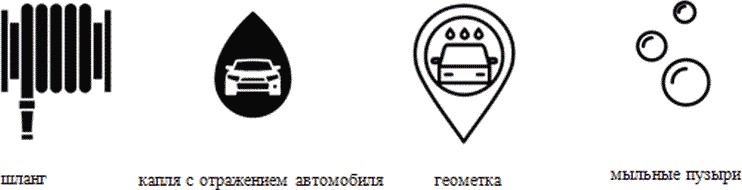 шланг
капля с отражением автомобиля
геометка
мыльные пузыри